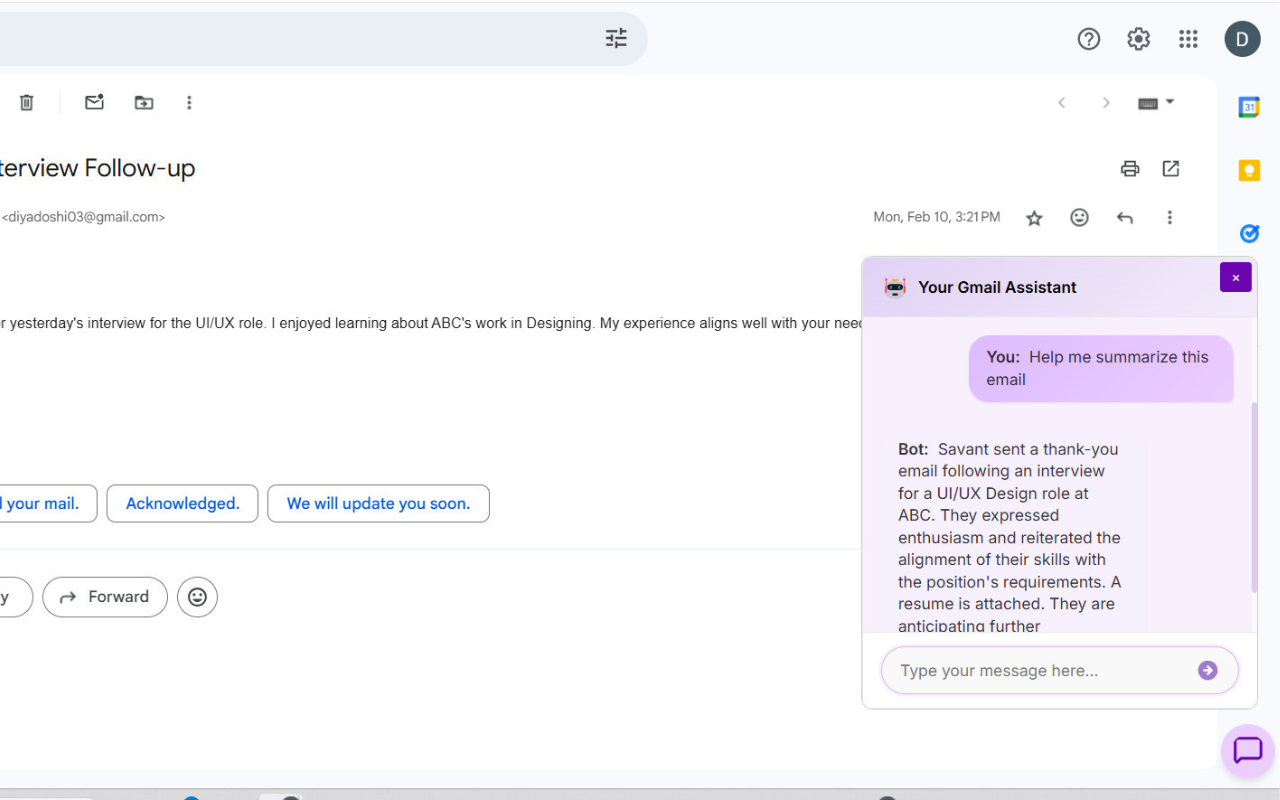 D
31
terview Follow-up
<diyadoshi03@gmail.com>
Mon, Feb 10, 3:21 PM
r yesterday's interview for the UI/UX role. I enjoyed learning about ABC's work in Designing. My experience aligns well with your need
d your mail.
Acknowledged.
We will update you soon.
y
Forward
Your Gmail Assistant
×
You: Help me summarize this
email
Bot: Savant sent a thank-you
email following an interview
for a UI/UX Design role at
ABC. They expressed
enthusiasm and reiterated the
alignment of their skills with
the position's requirements. A
resume is attached. They are
anticipating further
Type your message here...